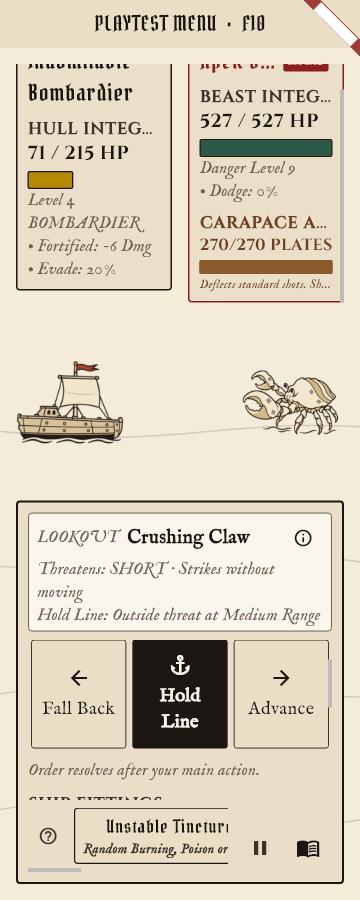 PLAYTEST MENU · F10
Bombardier
HULL INTEG...
71 / 215 HP
Level 4
BOMBARDIER
• Fortified: -6 Dmg
• Evade: 20%
BEAST INTEG...
527 / 527 HP
Danger Level 9
• Dodge: 0%
CARAPACE A...
270/270 PLATES
Deflects standard shots. Sh...
LOOKOUT Crushing Claw
Threatens: SHORT · Strikes without
moving
Hold Line: Outside threat at Medium Range
Fall Back
Hold
Line
Advance
Order resolves after your main action.
SHIP FITTINGS
Unstable Tincture
Random Burning, Poison or